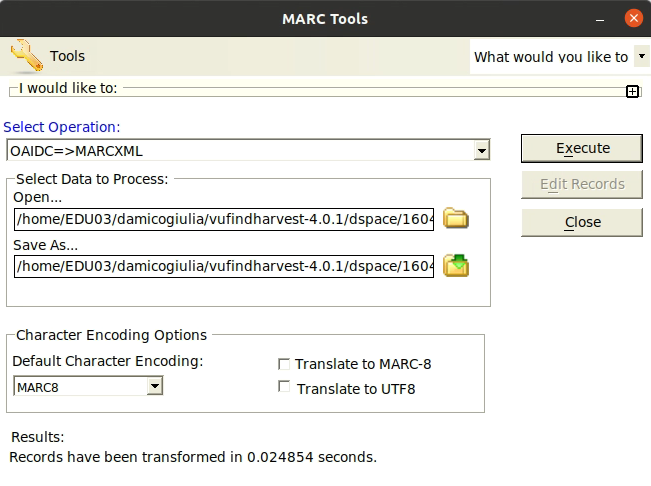 MARC Tools
Tools
What would you like to
I would like to:
Select Operation:
OAIDC=>MARCXML
Execute
Select Data to Process:
Edit Records
Open...
/home/EDU03/damicogiulia/vufindharvest-4.0.1/dspace/1604
Close
Save As...
/home/EDU03/damicogiulia/vufindharvest-4.0.1/dspace/1604
Character Encoding Options
Default Character Encoding:
Translate to MARC-8
MARC8
Translate to UTF8
Results:
Records have been transformed in 0.024854 seconds.